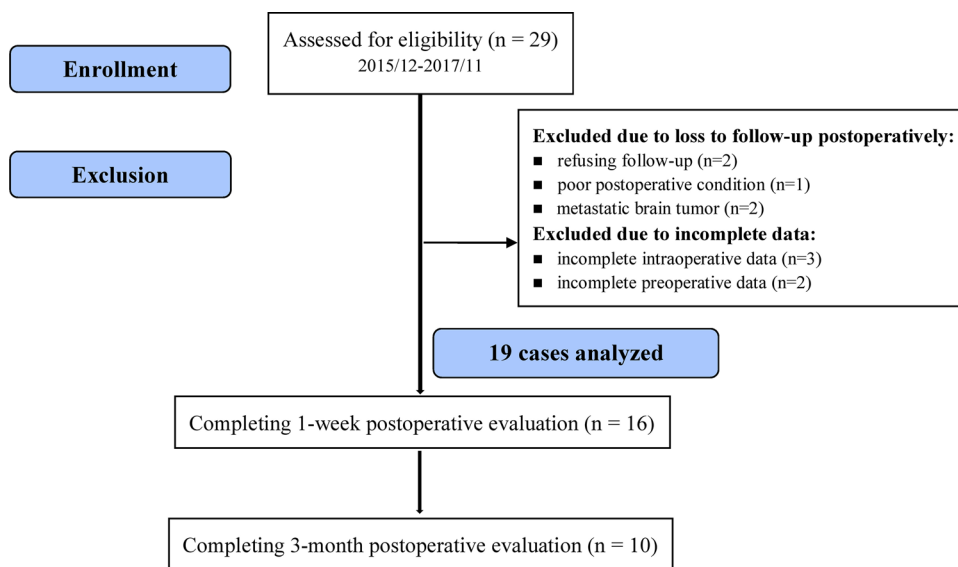 Assessed for eligibility (n = 29)
2015/12-2017/11
Enrollment
Exclusion
Excluded due to loss to follow-up postoperatively:
■ refusing follow-up (n=2)
■ poor postoperative condition (n=1)
■ metastatic brain tumor (n=2)
Excluded due to incomplete data:
■ incomplete intraoperative data (n=3)
■ incomplete preoperative data (n=2)
19 cases analyzed
Completing 1-week postoperative evaluation (n = 16)
Completing 3-month postoperative evaluation (n = 10)